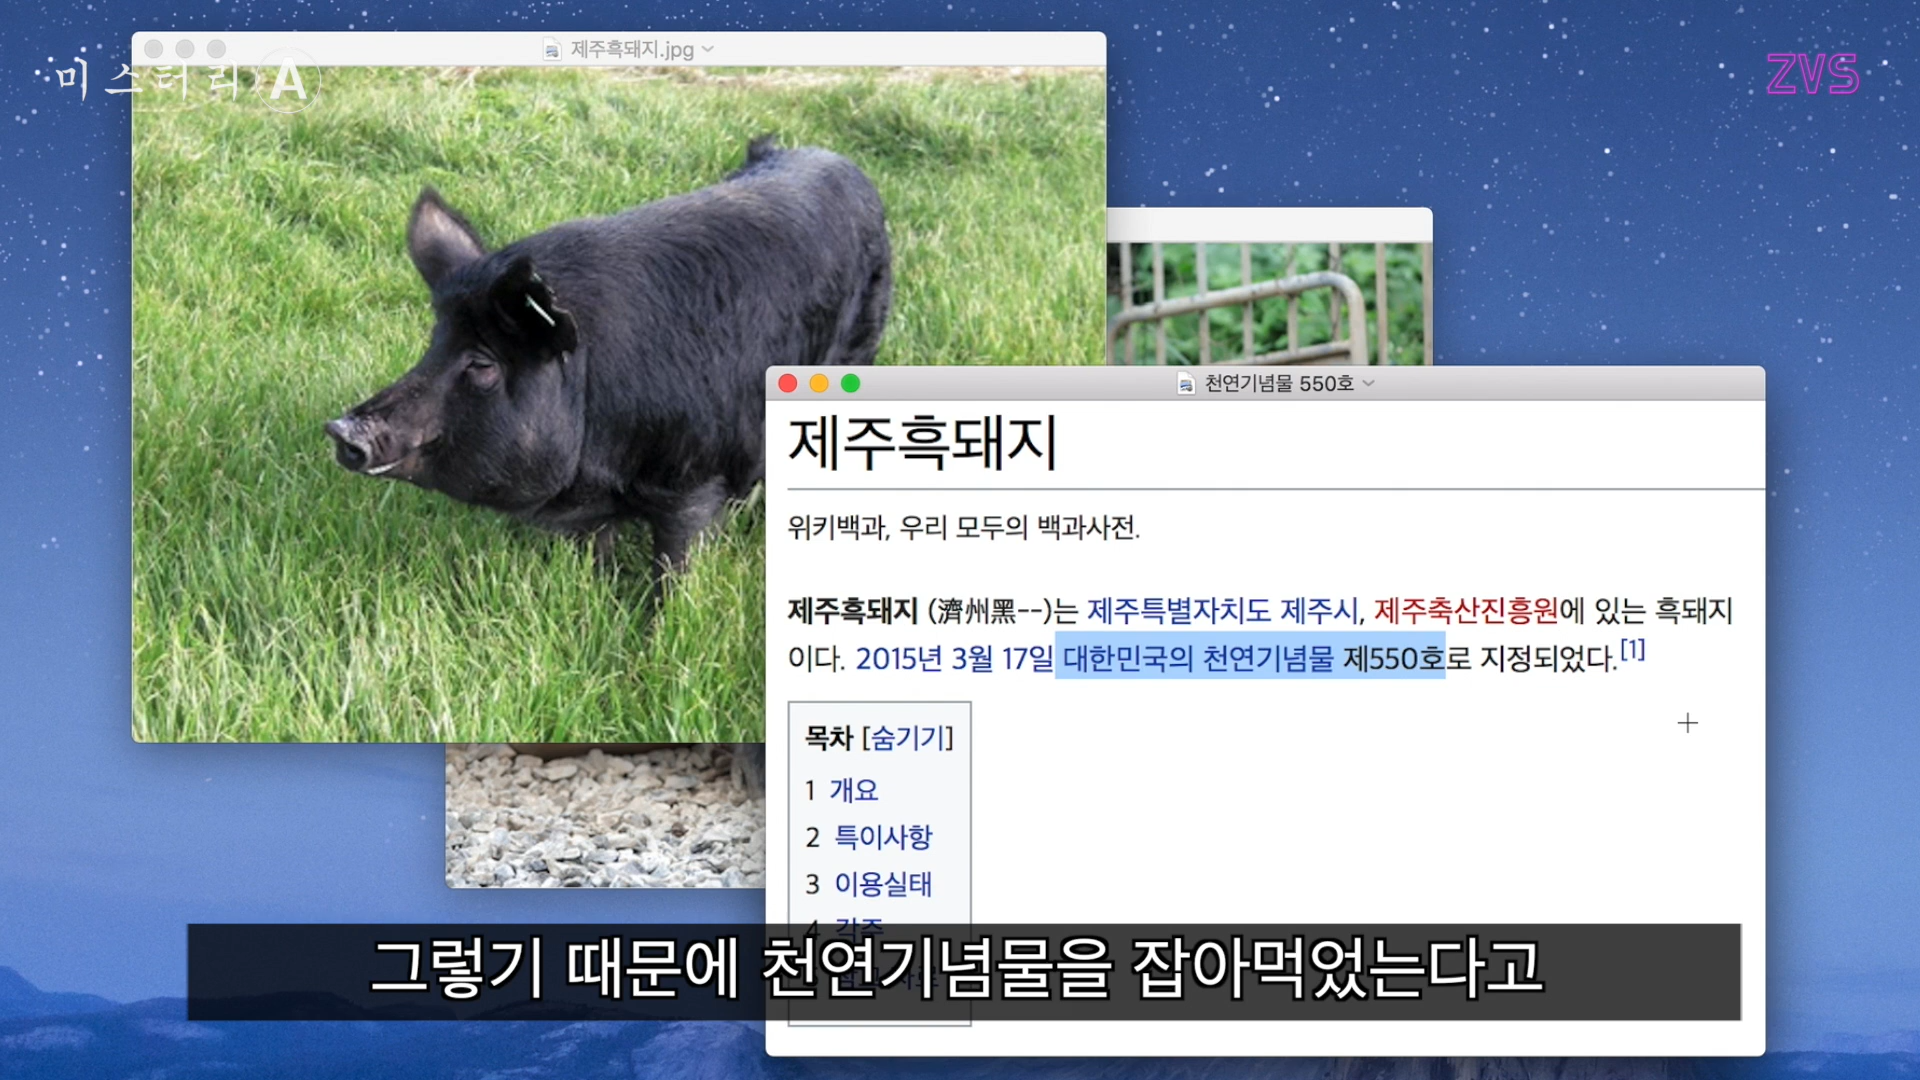 제주흑돼지.jpg
미스터리 A
ZVS
천연기념물 550호
제주흑돼지
위키백과, 우리 모두의 백과사전.
제주흑돼지 (濟州黑--)는 제주특별자치도 제주시, 제주축산진흥원에 있는 흑돼지
이다. 2015년 3월 17일 대한민국의 천연기념물 제550호로 지정되었다.[1]
목차 [숨기기]
1 개요
2 특이사항
3 이용실태
4 각주
그렇기 때문에 천연기념물을 잡아먹었는다고